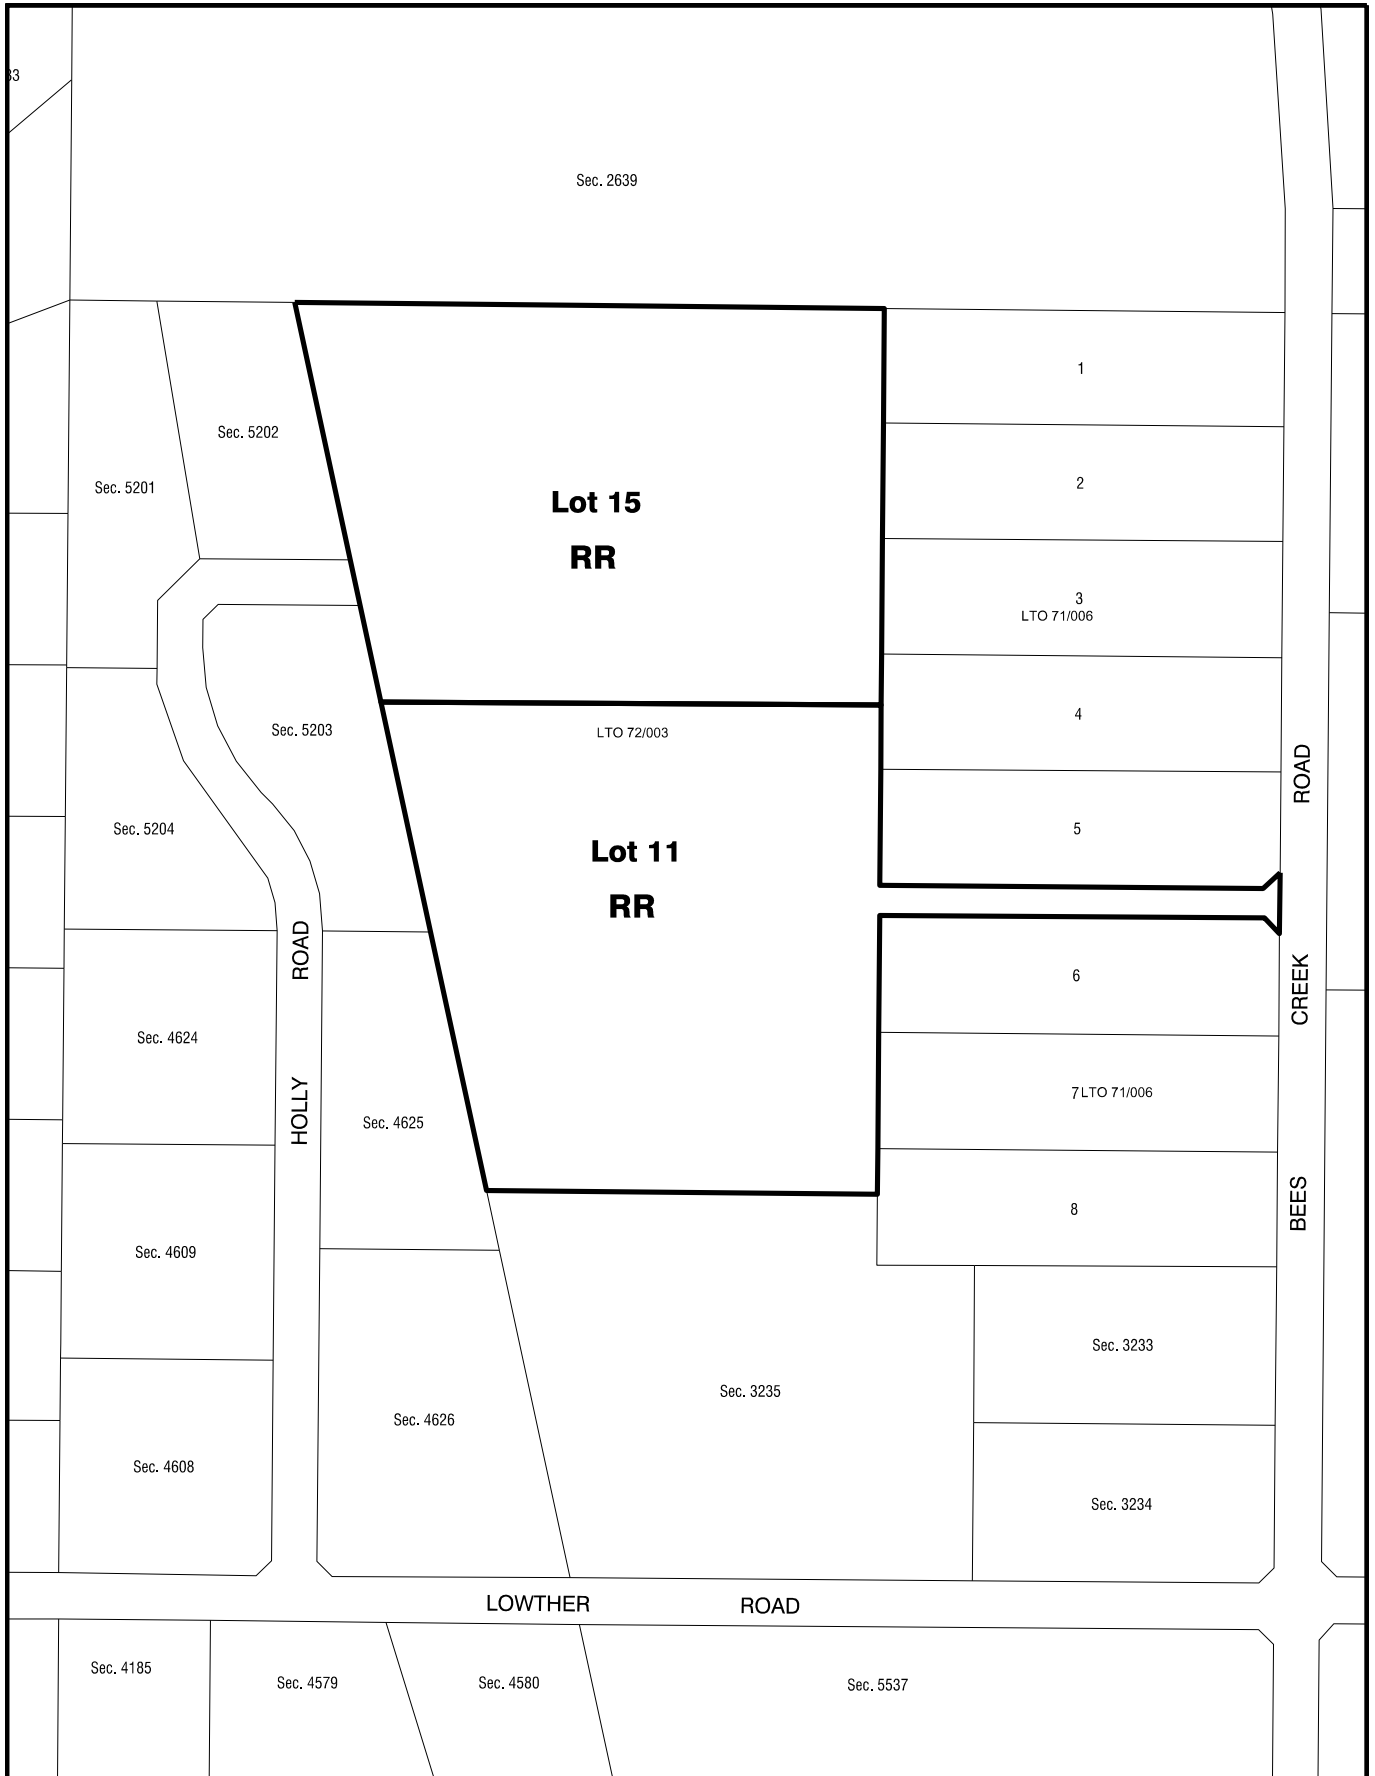 Sec. 2639
1
Sec. 5202
2
Sec. 5201
Lot 15
RR
3
LTO 71/006
4
Sec. 5203
LTO 72/003
Sec. 5204
5
Lot 11
RR
HOLLY ROAD
BEES CREEK ROAD
6
Sec. 4624
7 LTO 71/006
Sec. 4625
8
Sec. 4609
Sec. 3233
Sec. 3235
Sec. 4626
Sec. 4608
Sec. 3234
LOWTHER ROAD
Sec. 4185
Sec. 4579
Sec. 4580
Sec. 5537